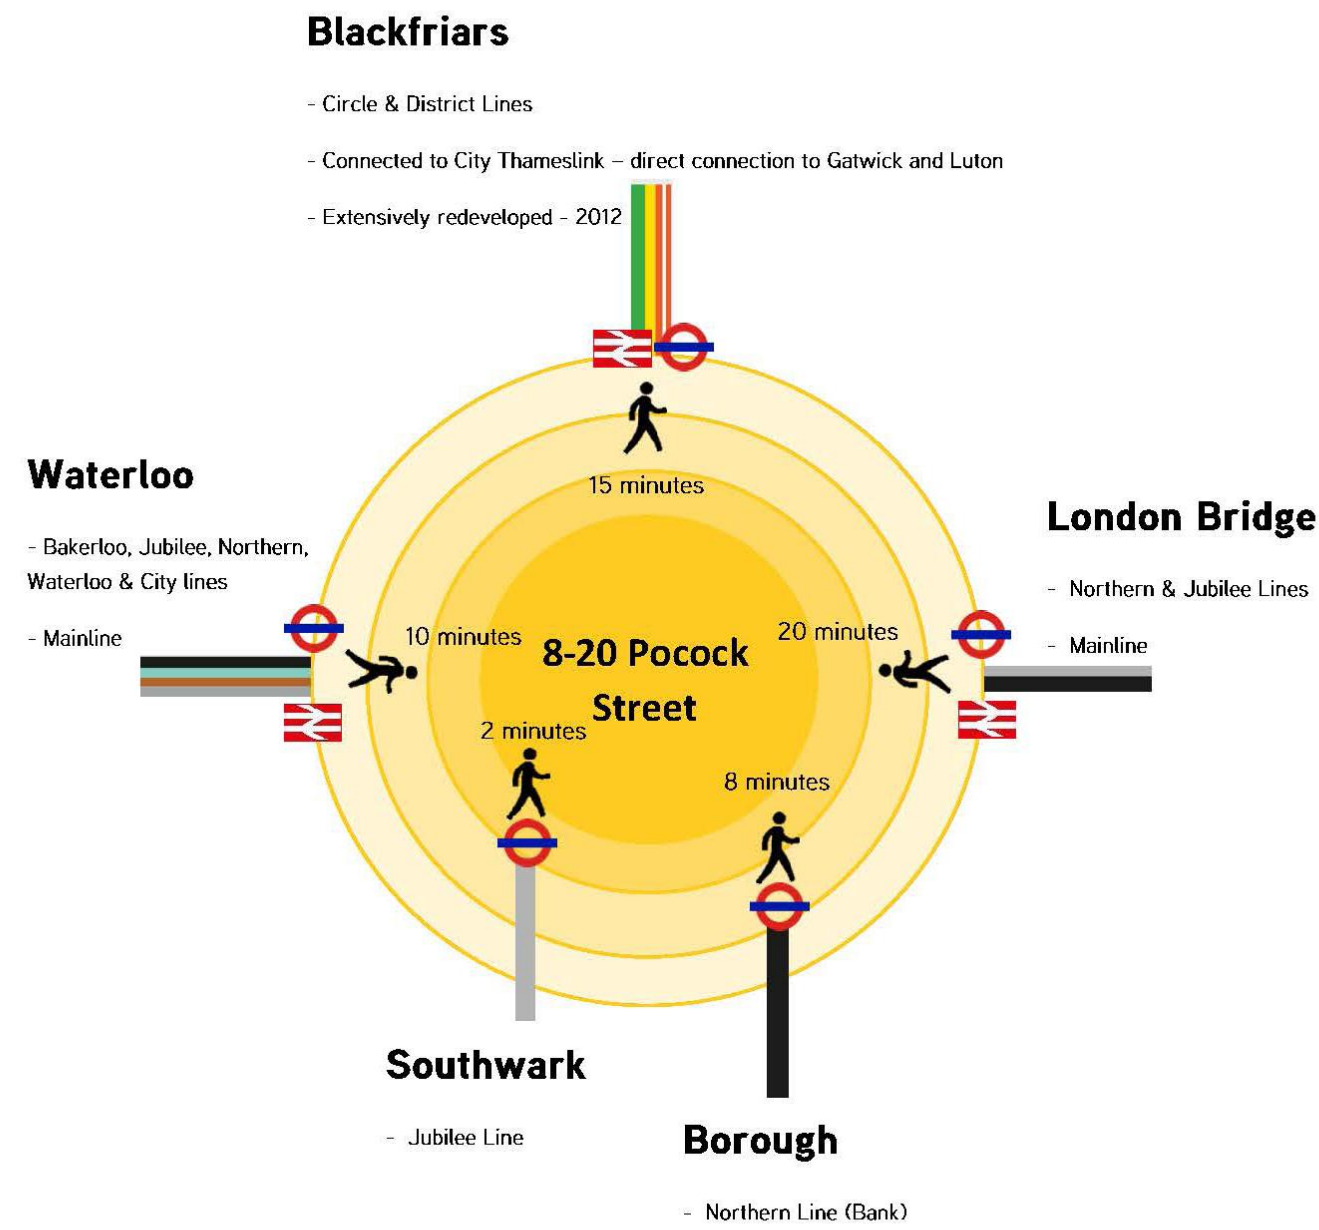 Blackfriars
- Circle & District Lines
- Connected to City Thameslink – direct connection to Gatwick and Luton
- Extensively redeveloped - 2012
15 minutes
Waterloo
- Bakerloo, Jubilee, Northern,
Waterloo & City lines
- Mainline
10 minutes
London Bridge
- Northern & Jubilee Lines
- Mainline
20 minutes
8-20 Pocock
Street
2 minutes
8 minutes
Southwark
- Jubilee Line
Borough
- Northern Line (Bank)